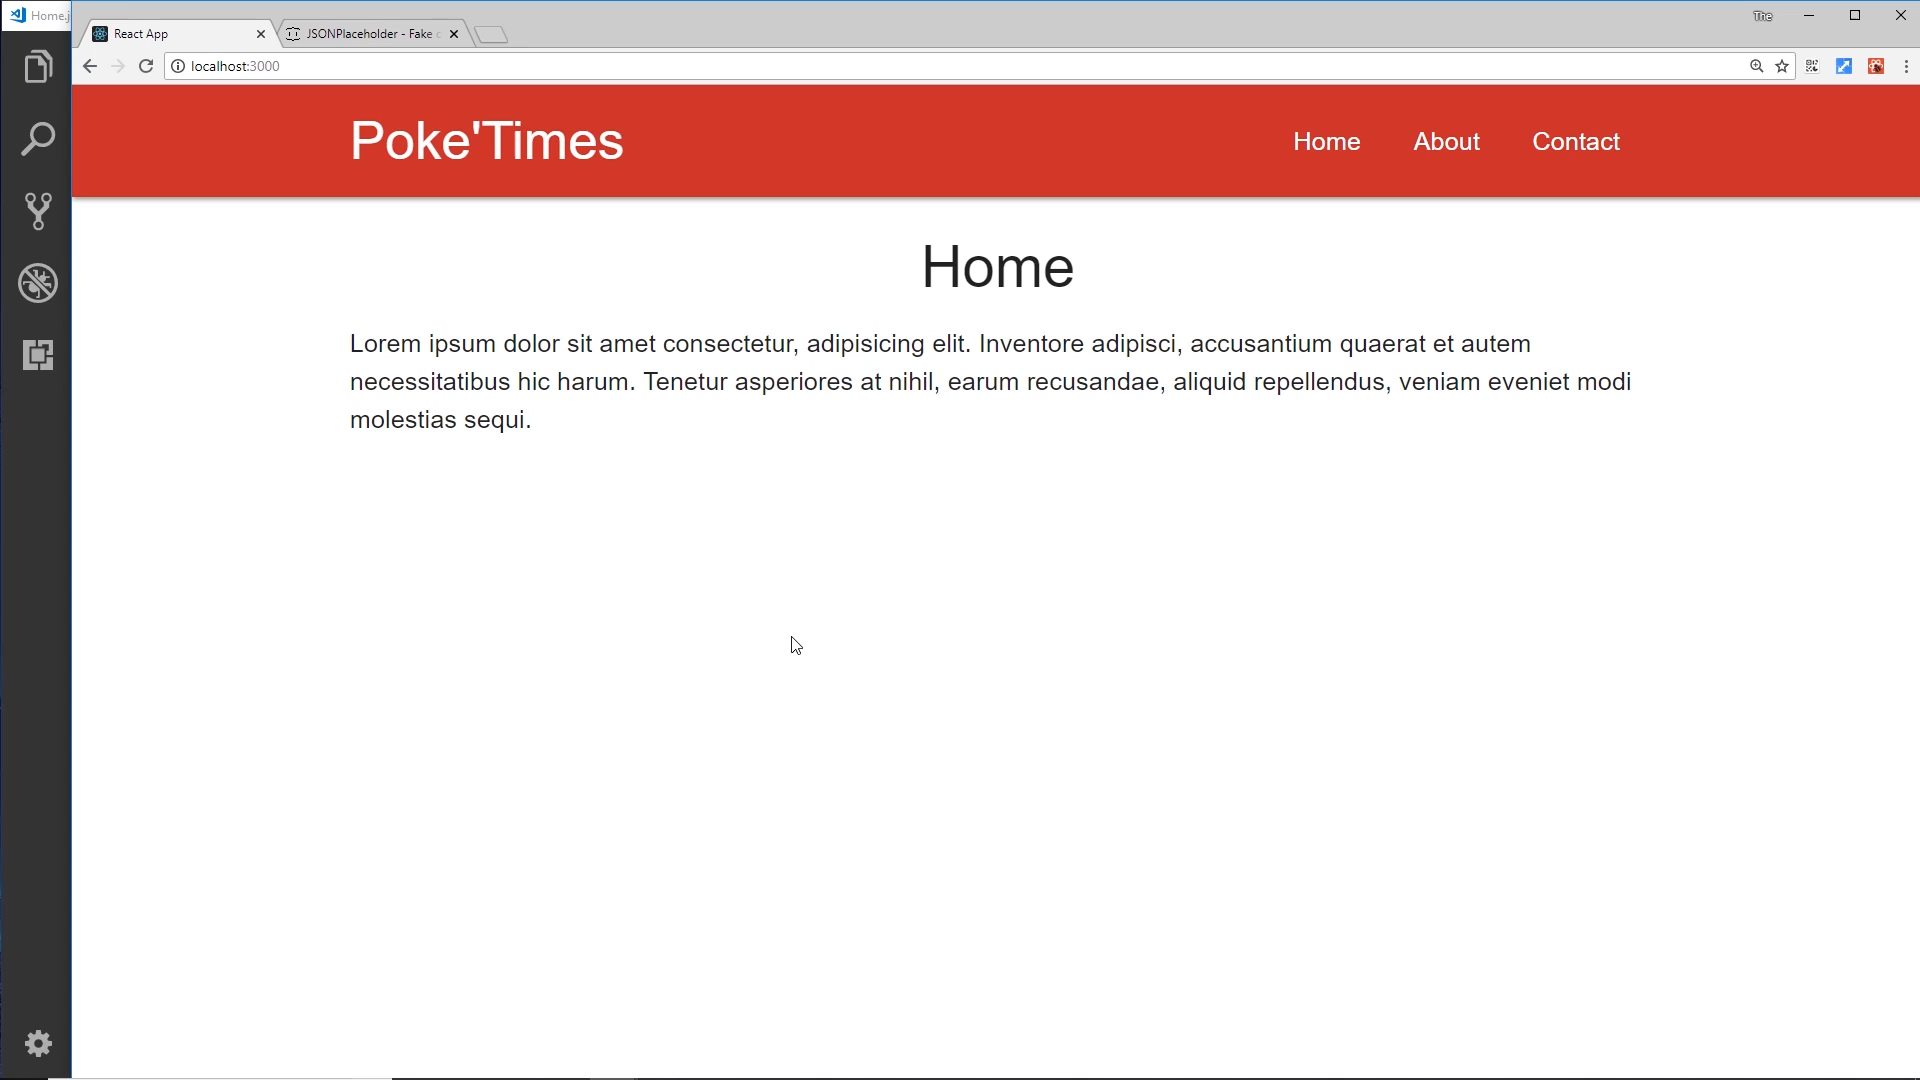 Home.j
The
React App
JSONPlaceholder - Fake
localhost:3000
Poke'Times
Home
About
Contact
Home
Lorem ipsum dolor sit amet consectetur, adipisicing elit. Inventore adipisci, accusantium quaerat et autem
necessitatibus hic harum. Tenetur asperiores at nihil, earum recusandae, aliquid repellendus, veniam eveniet modi
molestias sequi.